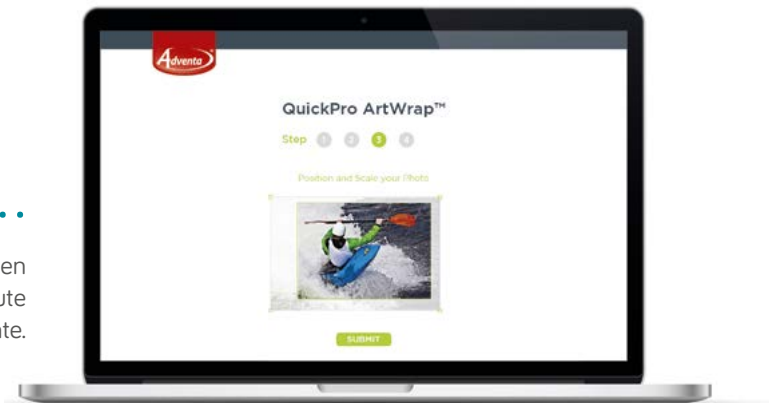 Adventa
QuickPro ArtWrap™
Step 1 2 3 4
Position and Scale your Photo
SUBMIT
en
ute
te.